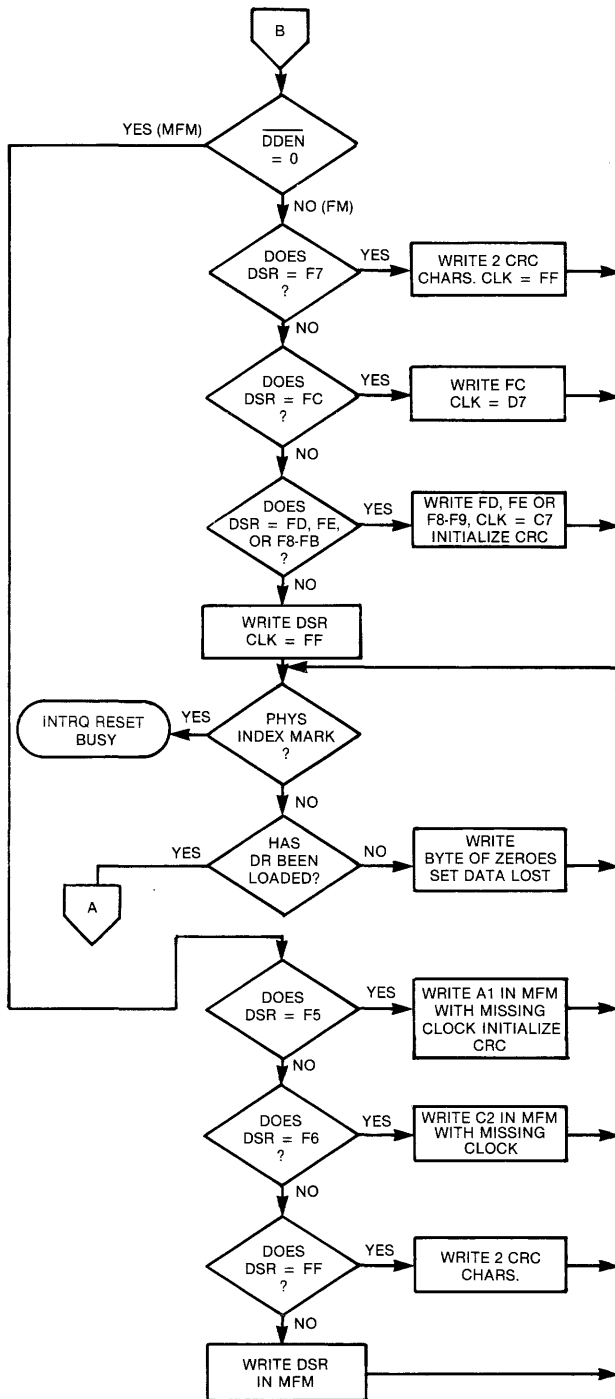 B
YES (MFM)
DDEN
= 0
NO (FM)
DOES
DSR = F7
?
YES
WRITE 2 CRC
CHARS. CLK = FF
NO
DOES
DSR = FC
?
YES
WRITE FC
CLK = D7
NO
DOES
DSR = FD, FE,
OR F8-FB
?
YES
WRITE FD, FE OR
F8-F9, CLK = C7
INITIALIZE CRC
NO
WRITE DSR
CLK = FF
INTRQ RESET
BUSY
YES
PHYS
INDEX MARK
?
NO
YES
HAS
DR BEEN
LOADED?
NO
WRITE
BYTE OF ZEROES
SET DATA LOST
A
DOES
DSR = F5
?
YES
WRITE A1 IN MFM
WITH MISSING
CLOCK INITIALIZE
CRC
NO
DOES
DSR = F6
?
YES
WRITE C2 IN MFM
WITH MISSING
CLOCK
NO
DOES
DSR = FF
?
YES
WRITE 2 CRC
CHARS.
NO
WRITE DSR
IN MFM